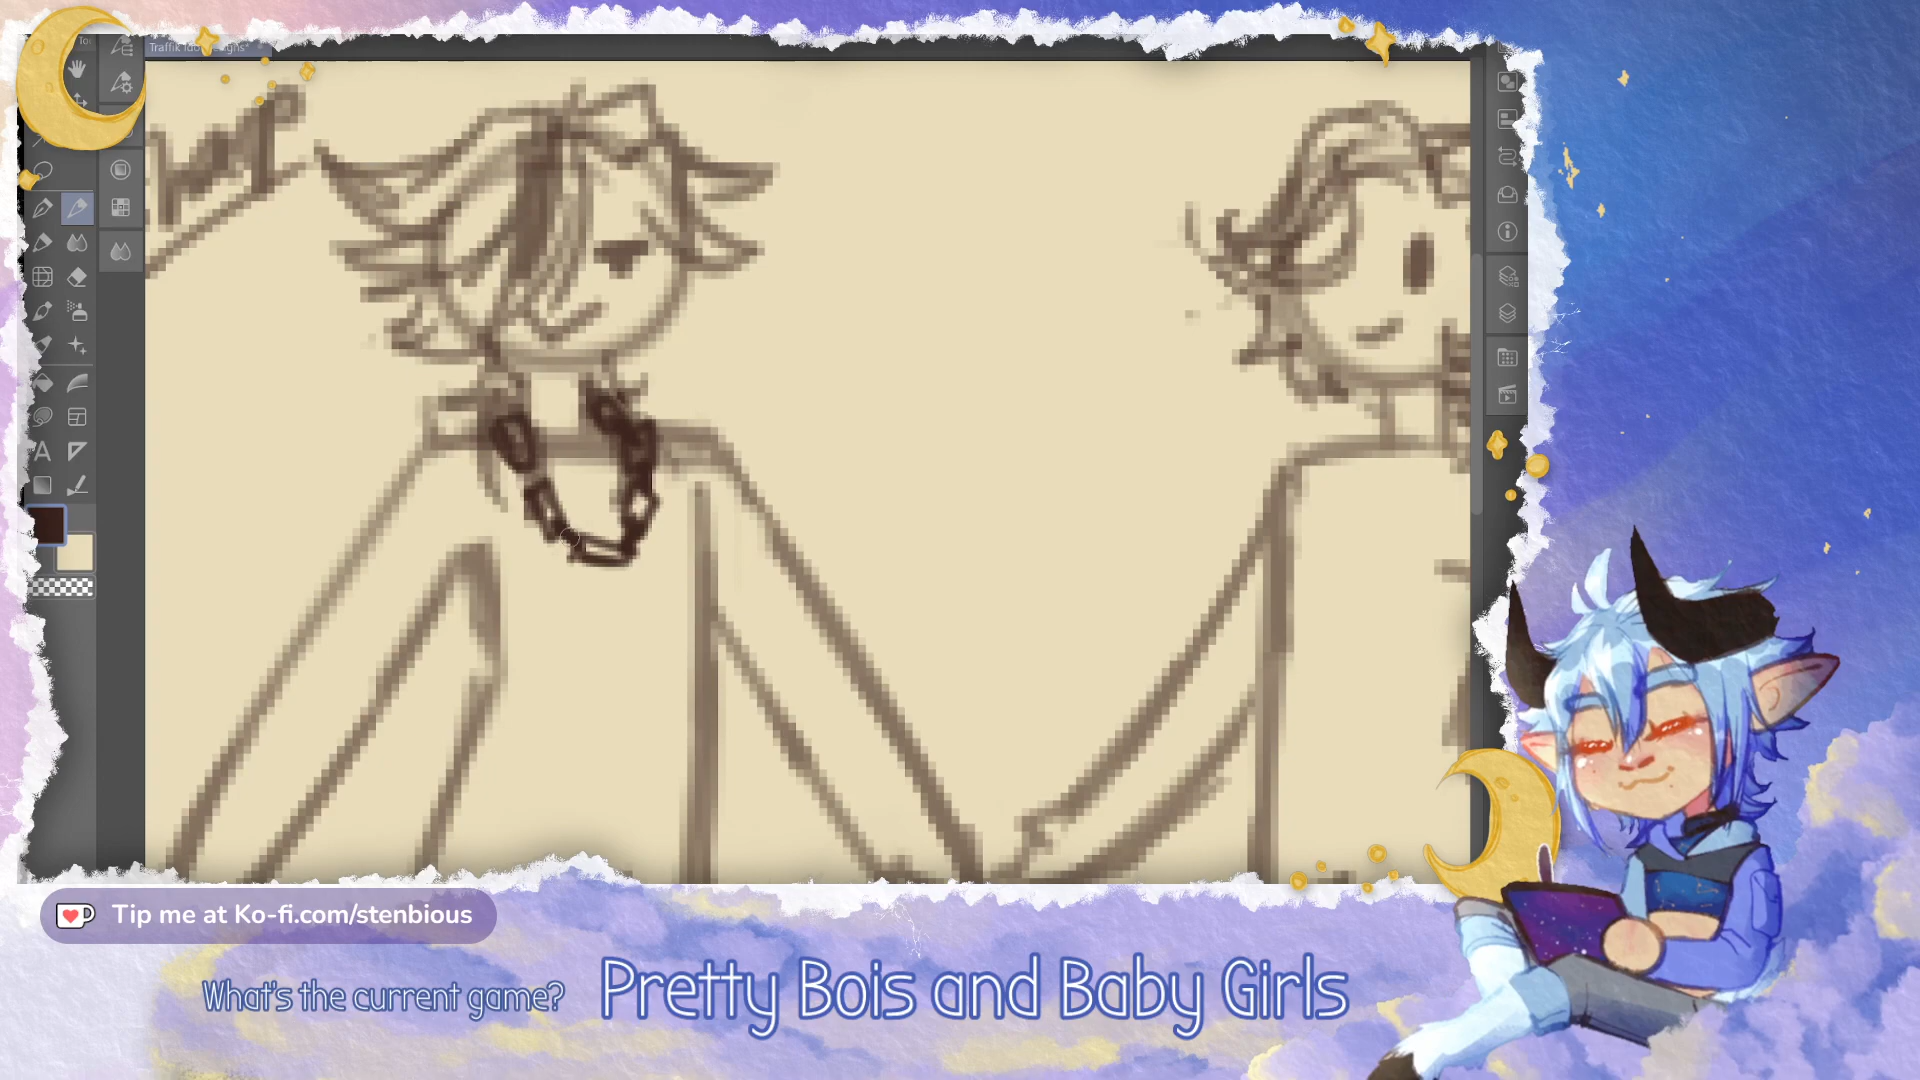 Tip me at Ko-fi.com/stenbious
What's the current game?
Pretty Bois and Baby Girls